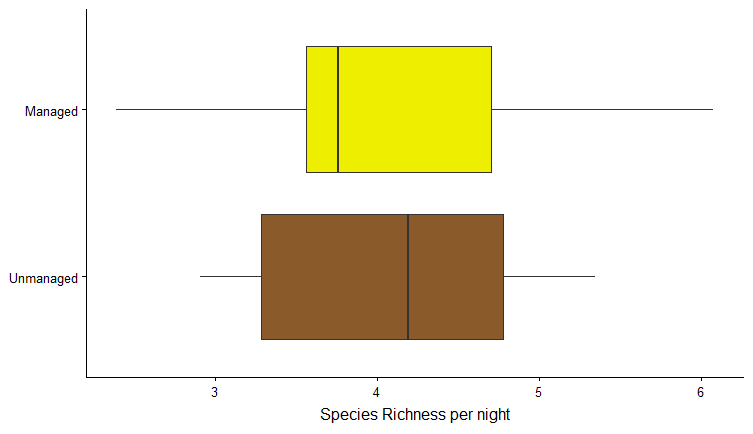 Managed
Unmanaged
3 4 5 6
Species Richness per night